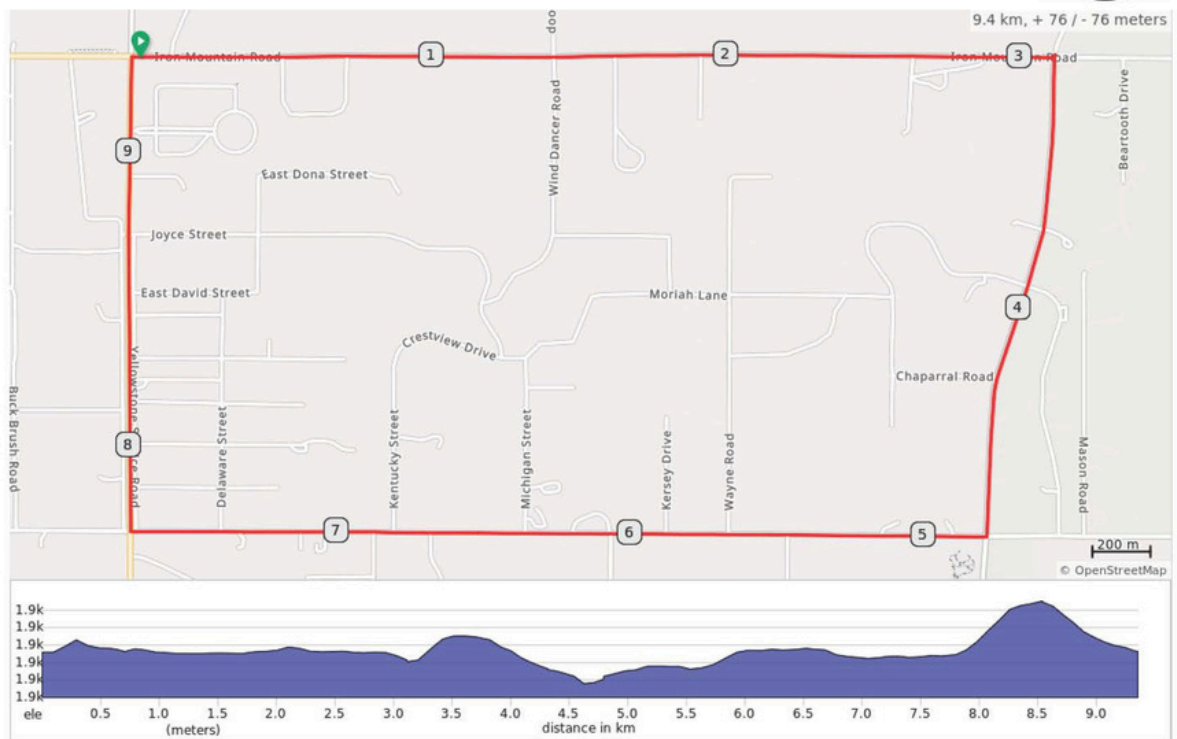 9.4 km, + 76 / - 76 meters
Iron Mountain Road
1
2
3
Iron Mountain Road
Wind Dancer Road
Beartooth Drive
9
East Dona Street
Joyce Street
East David Street
Moriah Lane
4
Crestview Drive
Chaparral Road
Buck Brush Road
Yellowstone
8
Delaware Street
Kentucky Street
Michigan Street
Kersey Drive
Wayne Road
Mason Road
7
6
5
200 m
© OpenStreetMap
1.9k
1.9k
1.9k
1.9k
1.9k
1.9k
ele 0.5 1.0 1.5 2.0 2.5 3.0 3.5 4.0 4.5 5.0 5.5 6.0 6.5 7.0 7.5 8.0 8.5 9.0
(meters) distance in km